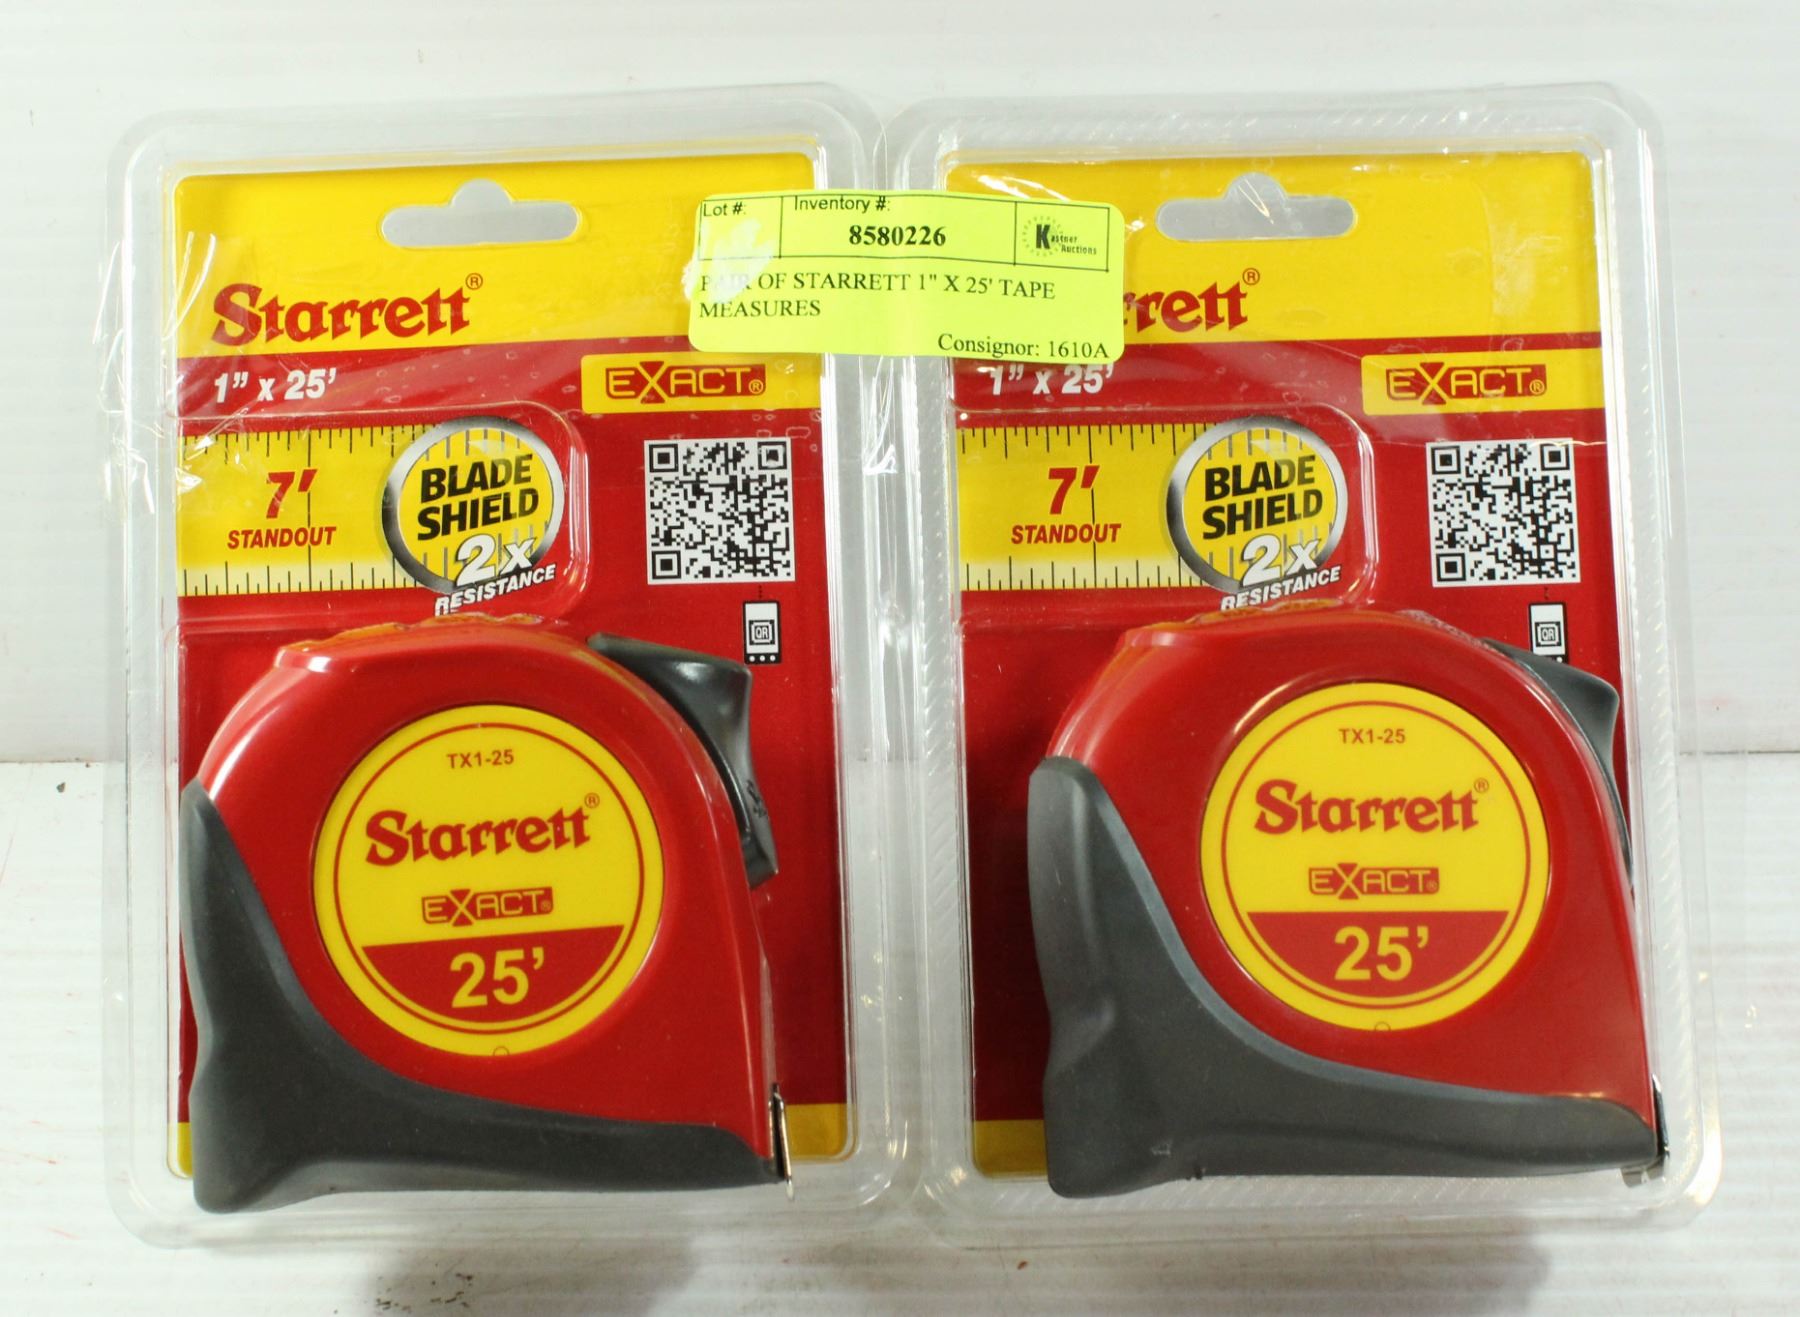 Lot #:
Inventory #:
8580226
Kastner Auctions
PAIR OF STARRETT 1" X 25' TAPE
MEASURES
Consignor: 1610A
Starrett®
1” x 25’
EXACT®
7’
STANDOUT
BLADE
SHIELD
2x
RESISTANCE
QR
TX1-25
Starrett®
EXACT®
25’
rrett®
1” x 25’
EXACT®
7’
STANDOUT
BLADE
SHIELD
2x
RESISTANCE
QR
TX1-25
Starrett®
EXACT®
25’